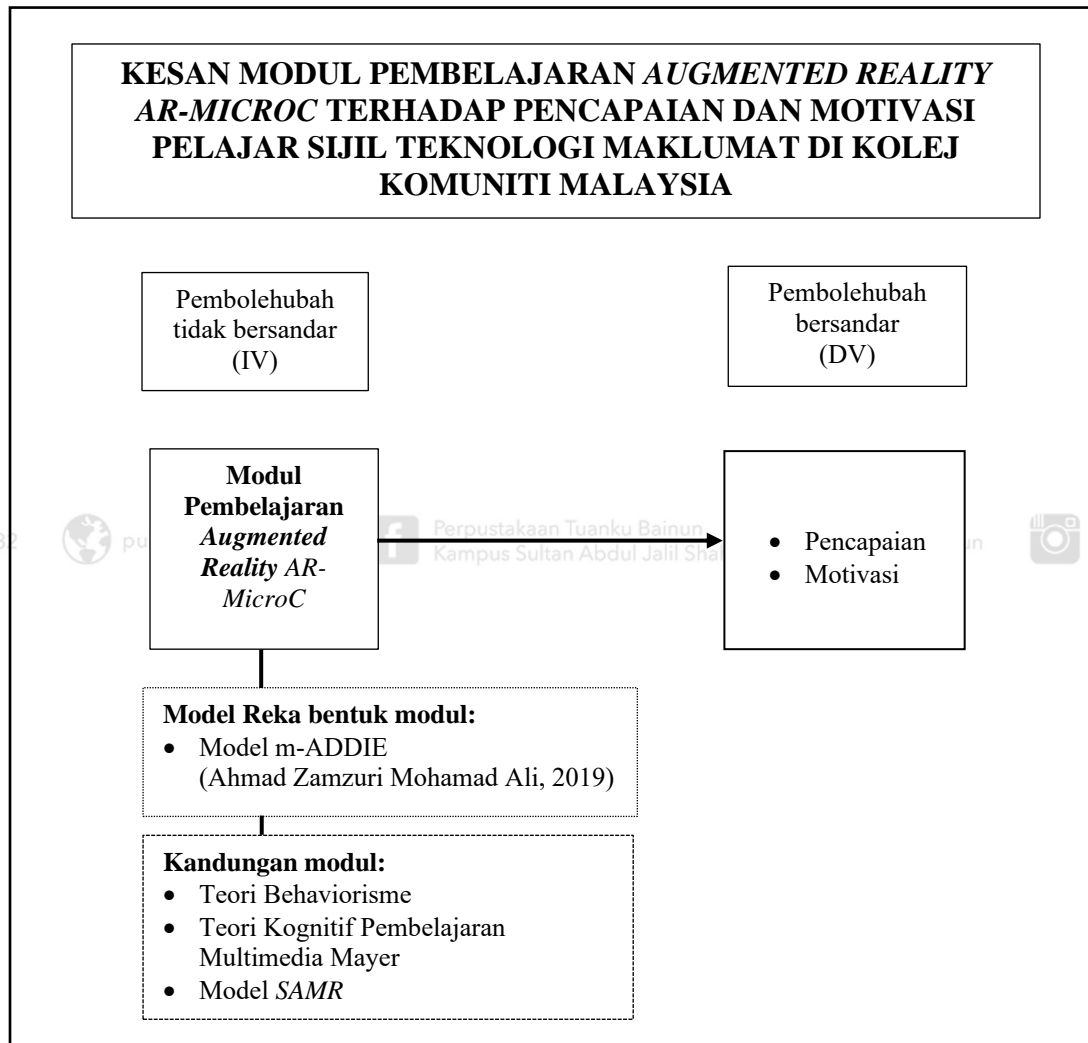 KESAN MODUL PEMBELAJARAN AUGMENTED REALITY
AR-MICROC TERHADAP PENCAPAIAN DAN MOTIVASI
PELAJAR SIJIL TEKNOLOGI MAKLUMAT DI KOLEJ
KOMUNITI MALAYSIA
Pembolehubah
tidak bersandar
(IV)
Pembolehubah
bersandar
(DV)
Modul
Pembelajaran
Augmented
Reality AR-
MicroC
Perpustakaan Tuanku Bainun
Kampus Sultan Abdul Jalil
• Pencapaian
• Motivasi
Model Reka bentuk modul:
• Model m-ADDIE
(Ahmad Zamzuri Mohamad Ali, 2019)
Kandungan modul:
• Teori Behaviorisme
• Teori Kognitif Pembelajaran
Multimedia Mayer
• Model SAMR